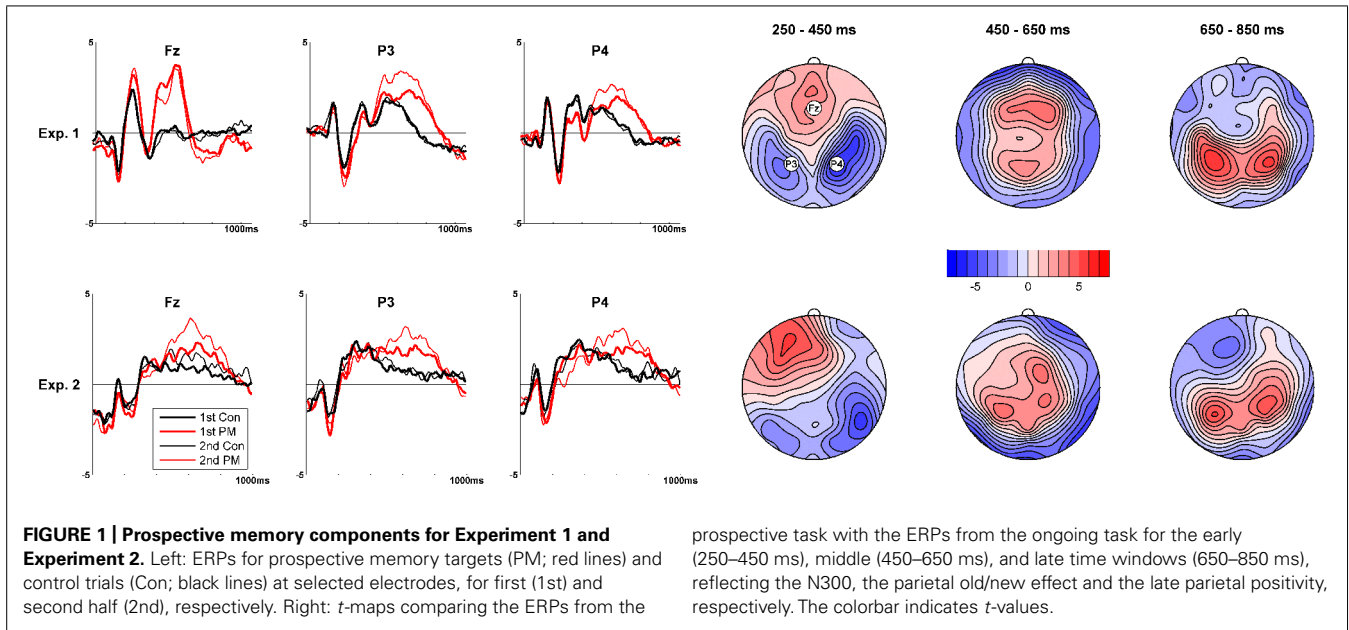 250 - 450 ms 450 - 650 ms 650 - 850 ms
5 Fz 5 P3 5 P4
Exp. 1
-5 1000ms -5 1000ms -5 1000ms
Fz
P3 P4
-5 0 5
5 Fz 5 P3 5 P4
Exp. 2
1st Con
1st PM
2nd Con
2nd PM
-5 1000ms -5 1000ms -5 1000ms
FIGURE 1 | Prospective memory components for Experiment 1 and
Experiment 2. Left: ERPs for prospective memory targets (PM; red lines) and
control trials (Con; black lines) at selected electrodes, for first (1st) and
second half (2nd), respectively. Right: t-maps comparing the ERPs from the
prospective task with the ERPs from the ongoing task for the early
(250–450 ms), middle (450–650 ms), and late time windows (650–850 ms),
reflecting the N300, the parietal old/new effect and the late parietal positivity,
respectively. The colorbar indicates t-values.